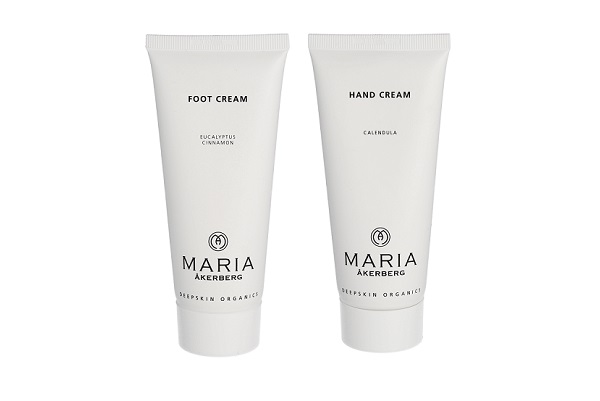 FOOT CREAM
EUCALYPTUS
CINNAMON
MARIA
ÅKERBERG
DEEPSKIN ORGANICS
HAND CREAM
CALENDULA
MARIA
ÅKERBERG
DEEPSKIN ORGANICS